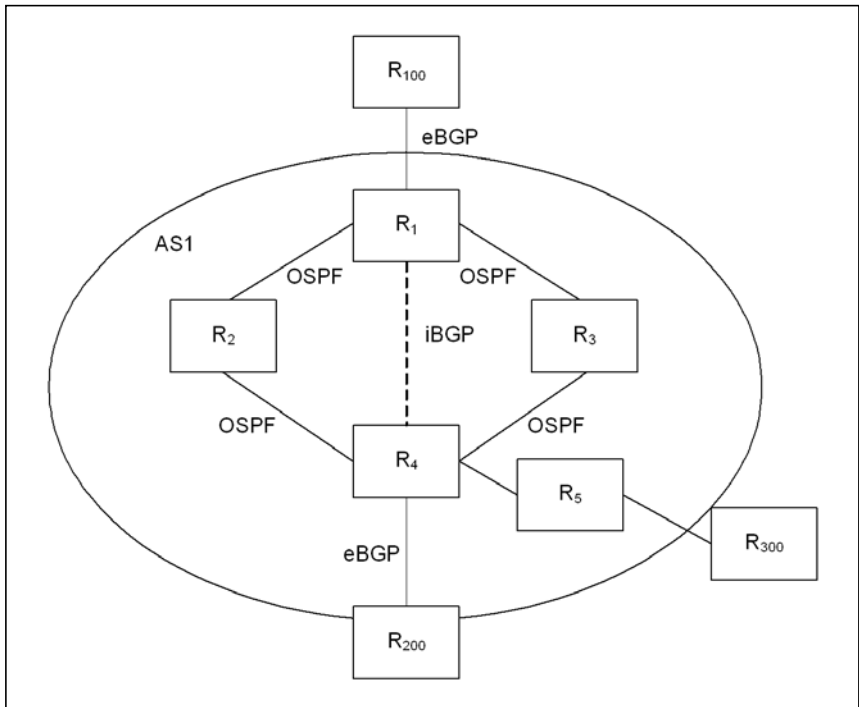 R100
eBGP
R1
AS1
OSPF
OSPF
R2
iBGP
R3
OSPF
OSPF
R4
R5
eBGP
R300
R200